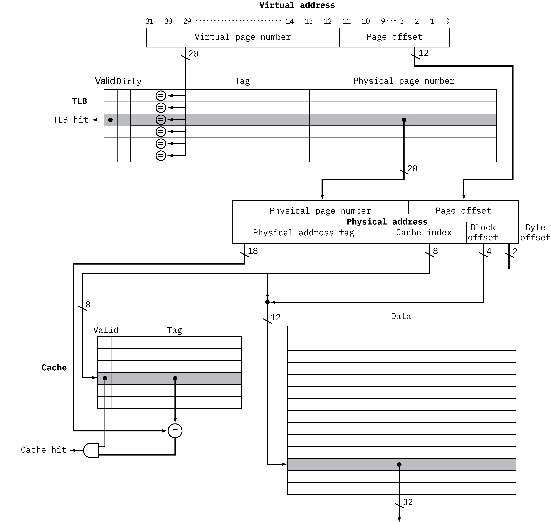 Virtual address
31 30 29 14 13 12 11 10 9 3 2 1 0
Virtual page number Page offset
20 12
Valid Dirty Tag Physical page number
TLB
=
=
TLB hit =
=
=
=
20
Physical page number Page offset
Physical address
Physical address tag Cache index Block offset Byte offset
18 8 4 2
8 12 Data
Valid Tag
Cache
=
Cache hit
32